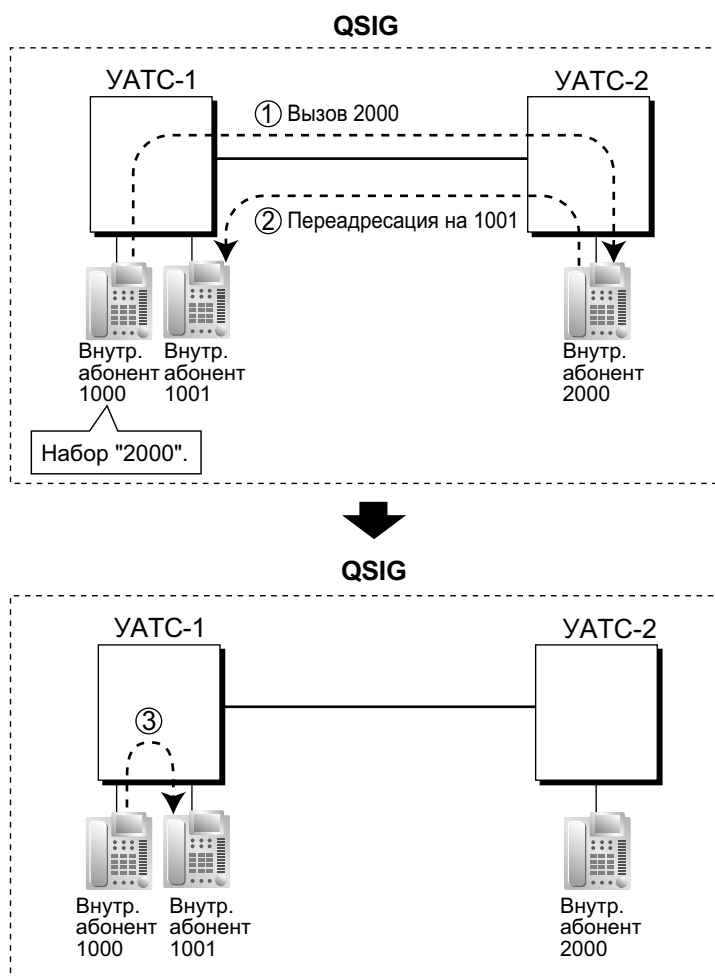 QSIG
УАТС-1
УАТС-2
① Вызов 2000
② Переадресация на 1001
Внутр.
абонент
1000
Внутр.
абонент
1001
Внутр.
абонент
2000
Набор "2000".
QSIG
УАТС-1
УАТС-2
③
Внутр.
абонент
1000
Внутр.
абонент
1001
Внутр.
абонент
2000